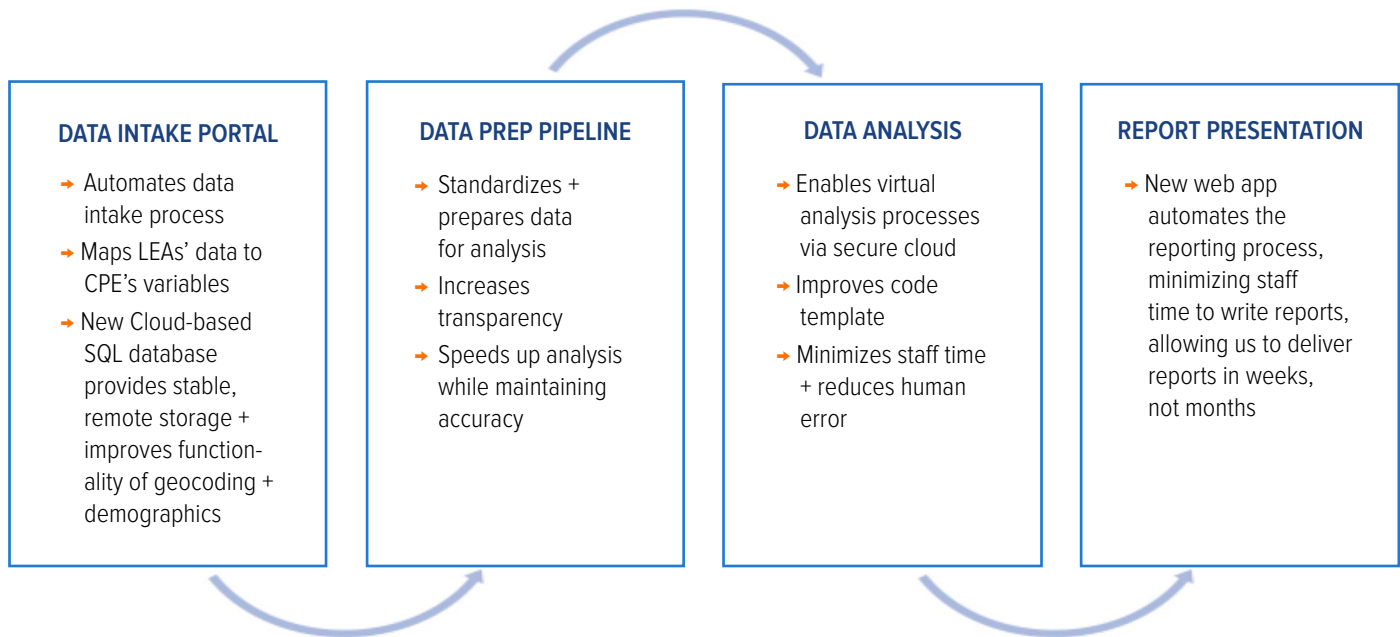 DATA INTAKE PORTAL
→ Automates data
intake process
→ Maps LEAs’ data to
CPE’s variables
→ New Cloud-based
SQL database
provides stable,
remote storage +
improves function-
ality of geocoding +
demographics
DATA PREP PIPELINE
→ Standardizes +
prepares data
for analysis
→ Increases
transparency
→ Speeds up analysis
while maintaining
accuracy
DATA ANALYSIS
→ Enables virtual
analysis processes
via secure cloud
→ Improves code
template
→ Minimizes staff time
+ reduces human
error
REPORT PRESENTATION
→ New web app
automates the
reporting process,
minimizing staff
time to write reports,
allowing us to deliver
reports in weeks,
not months